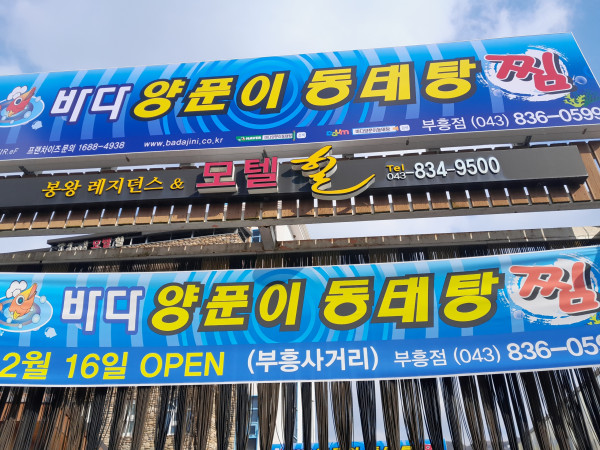 바다 양푼이 동태탕 찜
프랜차이즈문의 1688-4938 www.badajini.co.kr NAVER 부흥점 (043) 836-0599
봉황 레지던스 & 모텔 휼 Tel 043-834-9500
바다 양푼이 동태탕 찜
2월 16일 OPEN (부흥사거리) 부흥점 (043) 836-059